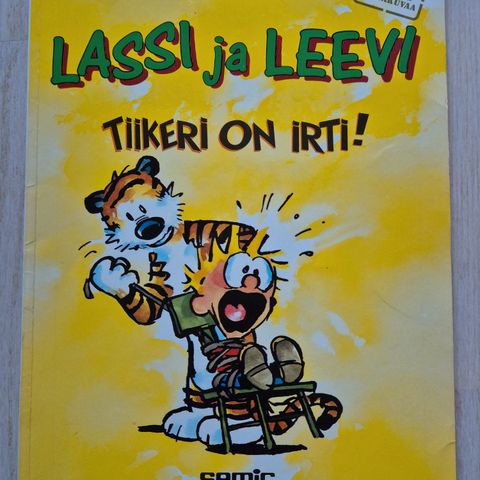 LASSI ja LEEVI
TiiKERi ON iRTi!
semic